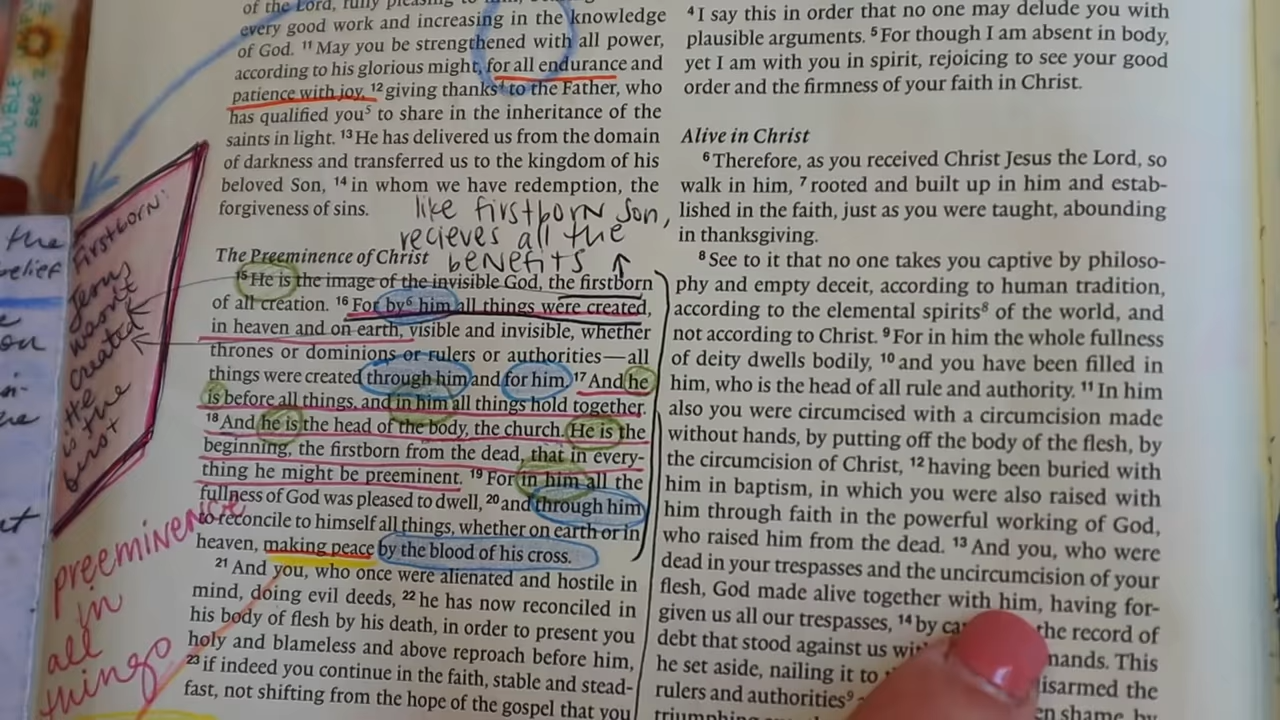 of the Lord, fully pleasing to him,
every good work and increasing in the knowledge
of God. ¹¹ May you be strengthened with all power,
according to his glorious might, for all endurance and
patience with joy, ¹² giving thanks⁴ to the Father, who
has qualified you⁵ to share in the inheritance of the
saints in light. ¹³ He has delivered us from the domain
of darkness and transferred us to the kingdom of his
beloved Son, ¹⁴ in whom we have redemption, the
forgiveness of sins.
like firstborn son,
recieves all the
benefits ↑
The Preeminence of Christ
¹⁵ He is the image of the invisible God, the firstborn
of all creation. ¹⁶ For by⁶ him all things were created,
in heaven and on earth, visible and invisible, whether
thrones or dominions or rulers or authorities—all
things were created through him and for him. ¹⁷ And he
is before all things, and in him all things hold together.
¹⁸ And he is the head of the body, the church. He is the
beginning, the firstborn from the dead, that in every-
thing he might be preeminent. ¹⁹ For in him all the
fullness of God was pleased to dwell, ²⁰ and through him
to reconcile to himself all things, whether on earth or in
heaven, making peace by the blood of his cross.
²¹ And you, who once were alienated and hostile in
mind, doing evil deeds, ²² he has now reconciled in
his body of flesh by his death, in order to present you
holy and blameless and above reproach before him,
²³ if indeed you continue in the faith, stable and stead-
fast, not shifting from the hope of the gospel that you
firstborn:
Jesus
wasn't
created
He
is the
first
preeminence
in
all
things
DOUBLE
see
the
belief
on
in-
⁴ I say this in order that no one may delude you with
plausible arguments. ⁵ For though I am absent in body,
yet I am with you in spirit, rejoicing to see your good
order and the firmness of your faith in Christ.
Alive in Christ
⁶ Therefore, as you received Christ Jesus the Lord, so
walk in him, ⁷ rooted and built up in him and estab-
lished in the faith, just as you were taught, abounding
in thanksgiving.
⁸ See to it that no one takes you captive by philoso-
phy and empty deceit, according to human tradition,
according to the elemental spirits⁸ of the world, and
not according to Christ. ⁹ For in him the whole fullness
of deity dwells bodily, ¹⁰ and you have been filled in
him, who is the head of all rule and authority. ¹¹ In him
also you were circumcised with a circumcision made
without hands, by putting off the body of the flesh, by
the circumcision of Christ, ¹² having been buried with
him in baptism, in which you were also raised with
him through faith in the powerful working of God,
who raised him from the dead. ¹³ And you, who were
dead in your trespasses and the uncircumcision of your
flesh, God made alive together with him, having for-
given us all our trespasses, ¹⁴ by ca the record of
debt that stood against us wit mands. This
he set aside, nailing it to isarmed the
rulers and authorities⁹ en shame by
triumphing